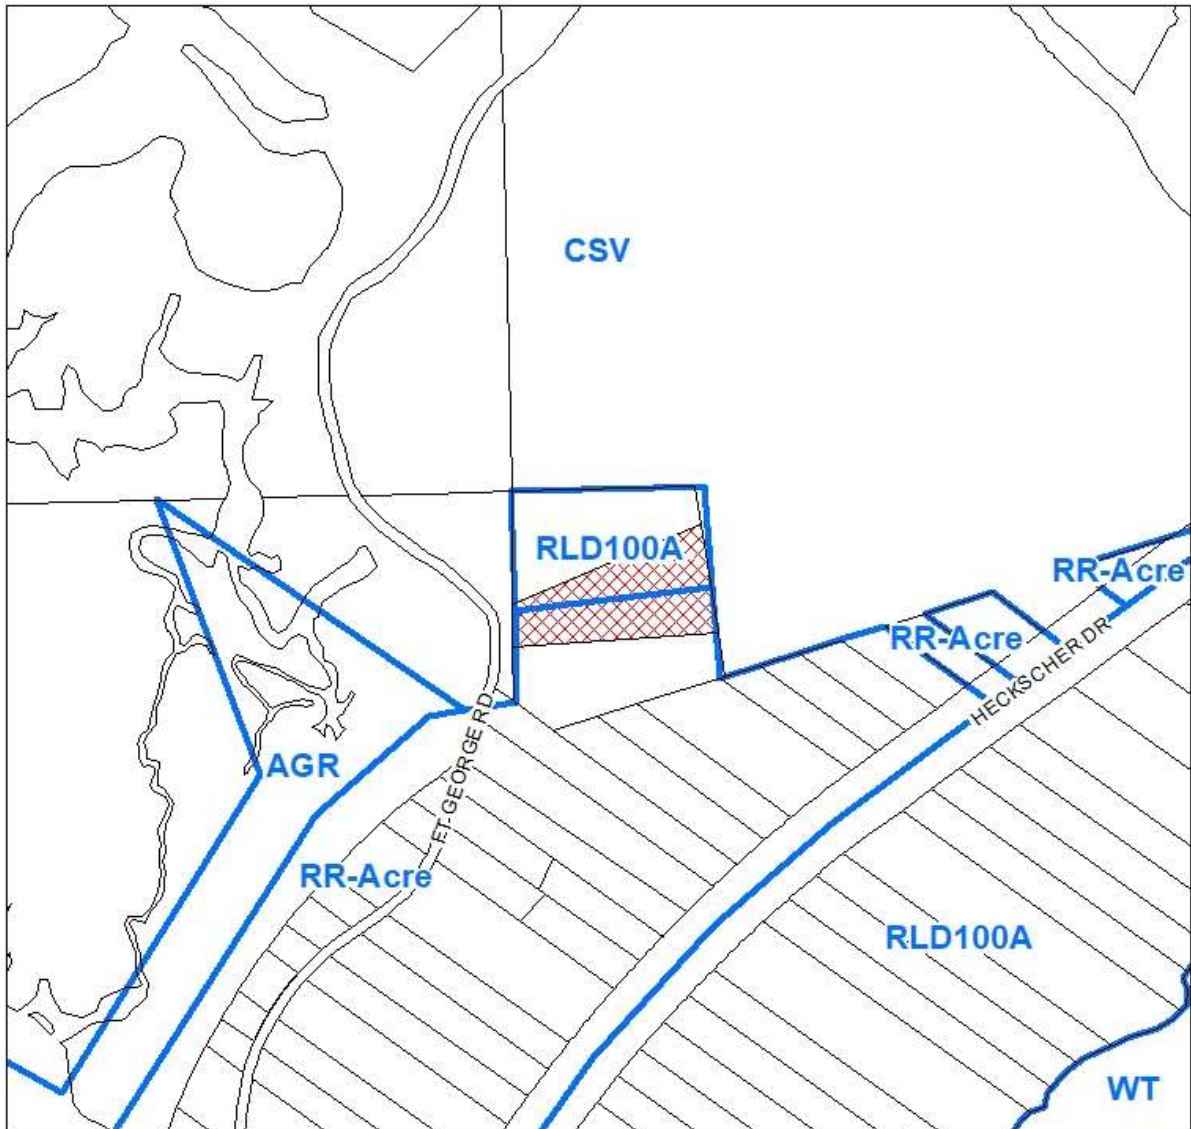 CSV
RLD100A
RR-Acre
RR-Acre
HECKSCHER DR
FT GEORGE RD
AGR
RR-Acre
RLD100A
WT